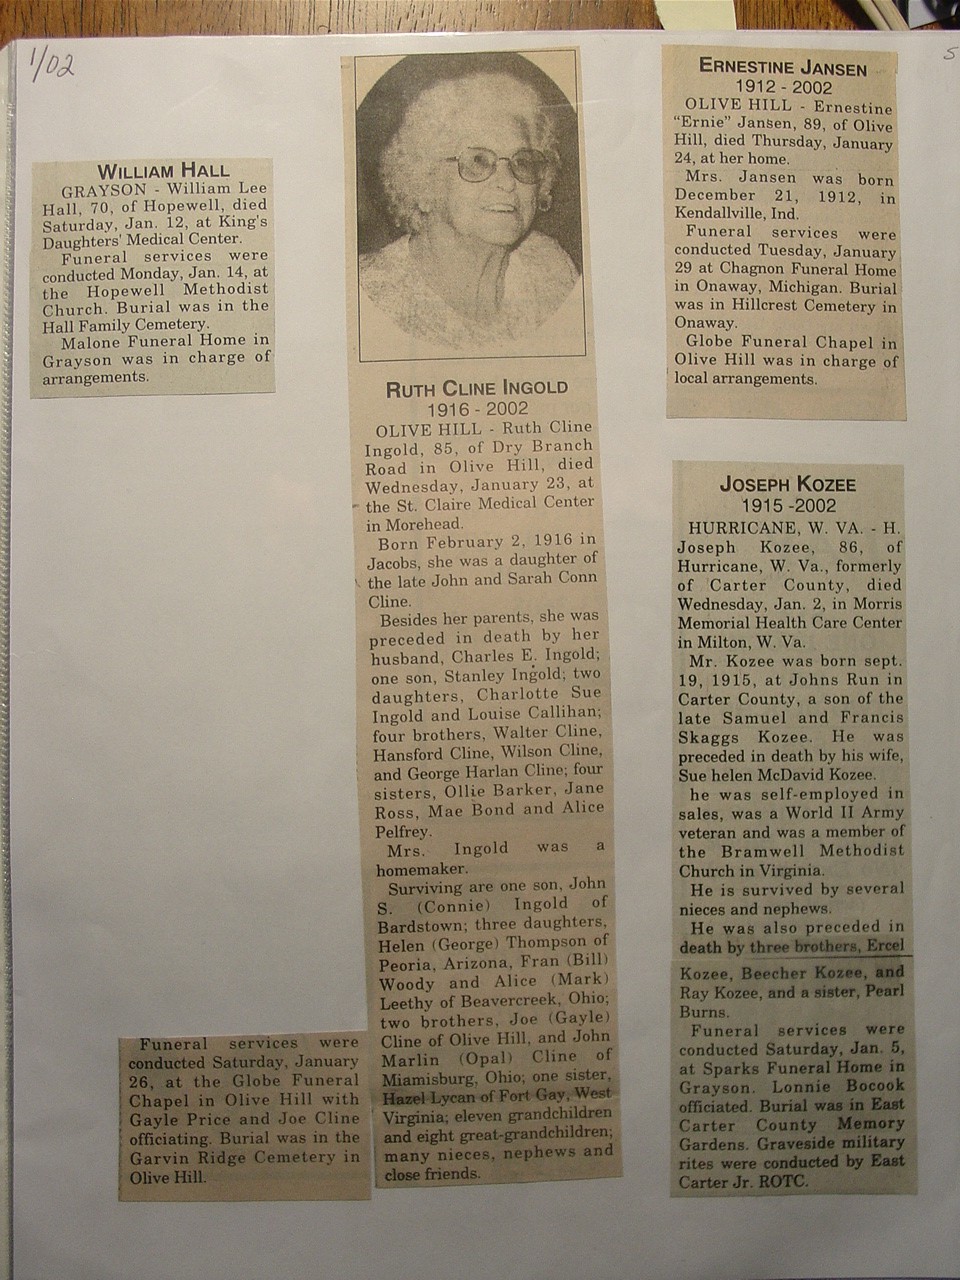 1/02
WILLIAM HALL
GRAYSON - William Lee
Hall, 70, of Hopewell, died
Saturday, Jan. 12, at King's
Daughters' Medical Center.
Funeral services were
conducted Monday, Jan. 14, at
the Hopewell Methodist
Church. Burial was in the
Hall Family Cemetery.
Malone Funeral Home in
Grayson was in charge of
arrangements.
RUTH CLINE INGOLD
1916 - 2002
OLIVE HILL - Ruth Cline
Ingold, 85, of Dry Branch
Road in Olive Hill, died
Wednesday, January 23, at
the St. Claire Medical Center
in Morehead.
Born February 2, 1916 in
Jacobs, she was a daughter of
the late John and Sarah Conn
Cline.
Besides her parents, she was
preceded in death by her
husband, Charles E. Ingold;
one son, Stanley Ingold; two
daughters, Charlotte Sue
Ingold and Louise Callihan;
four brothers, Walter Cline,
Hansford Cline, Wilson Cline,
and George Harlan Cline; four
sisters, Ollie Barker, Jane
Ross, Mae Bond and Alice
Pelfrey.
Mrs. Ingold was a
homemaker.
Surviving are one son, John
S. (Connie) Ingold of
Bardstown; three daughters,
Helen (George) Thompson of
Peoria, Arizona, Fran (Bill)
Woody and Alice (Mark)
Leethy of Beavercreek, Ohio;
two brothers, Joe (Gayle)
Cline of Olive Hill, and John
Marlin (Opal) Cline of
Miamisburg, Ohio; one sister,
Hazel Lycan of Fort Gay, West
Virginia; eleven grandchildren
and eight great-grandchildren;
many nieces, nephews and
close friends.
Funeral services were
conducted Saturday, January
26, at the Globe Funeral
Chapel in Olive Hill with
Gayle Price and Joe Cline
officiating. Burial was in the
Garvin Ridge Cemetery in
Olive Hill.
ERNESTINE JANSEN
1912 - 2002
OLIVE HILL - Ernestine
"Ernie" Jansen, 89, of Olive
Hill, died Thursday, January
24, at her home.
Mrs. Jansen was born
December 21, 1912, in
Kendallville, Ind.
Funeral services were
conducted Tuesday, January
29 at Chagnon Funeral Home
in Onaway, Michigan. Burial
was in Hillcrest Cemetery in
Onaway.
Globe Funeral Chapel in
Olive Hill was in charge of
local arrangements.
JOSEPH KOZEE
1915 -2002
HURRICANE, W. VA. - H.
Joseph Kozee, 86, of
Hurricane, W. Va., formerly
of Carter County, died
Wednesday, Jan. 2, in Morris
Memorial Health Care Center
in Milton, W. Va.
Mr. Kozee was born sept.
19, 1915, at Johns Run in
Carter County, a son of the
late Samuel and Francis
Skaggs Kozee. He was
preceded in death by his wife,
Sue helen McDavid Kozee.
he was self-employed in
sales, was a World II Army
veteran and was a member of
the Bramwell Methodist
Church in Virginia.
He is survived by several
nieces and nephews.
He was also preceded in
death by three brothers, Ercel
Kozee, Beecher Kozee, and
Ray Kozee, and a sister, Pearl
Burns.
Funeral services were
conducted Saturday, Jan. 5,
at Sparks Funeral Home in
Grayson. Lonnie Bocook
officiated. Burial was in East
Carter County Memory
Gardens. Graveside military
rites were conducted by East
Carter Jr. ROTC.